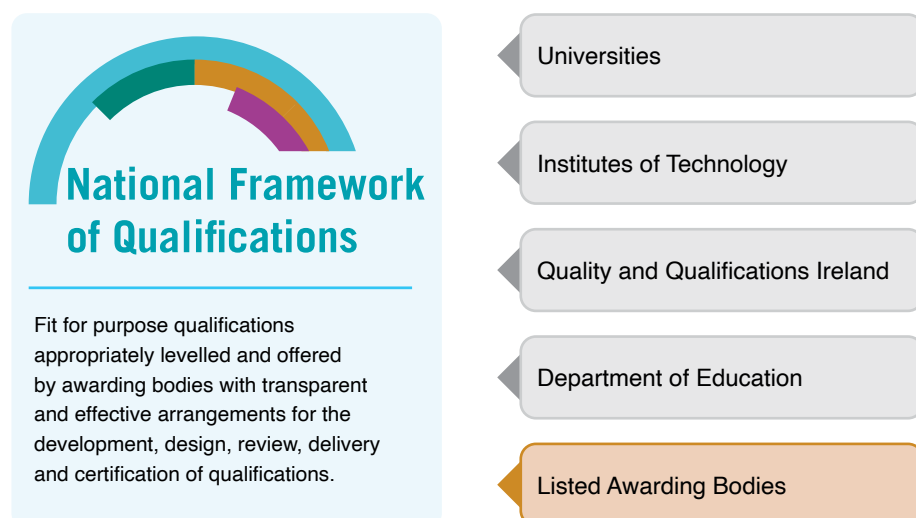 National Framework
of Qualifications
Fit for purpose qualifications
appropriately levelled and offered
by awarding bodies with transparent
and effective arrangements for the
development, design, review, delivery
and certification of qualifications.
Universities
Institutes of Technology
Quality and Qualifications Ireland
Department of Education
Listed Awarding Bodies